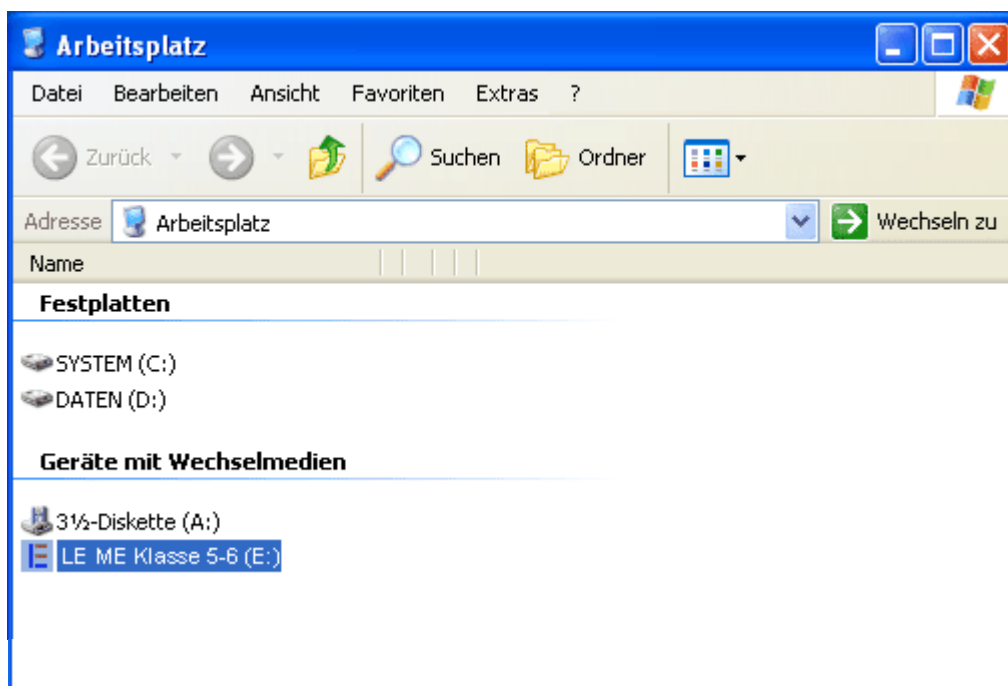 Arbeitsplatz
Datei Bearbeiten Ansicht Favoriten Extras ?
Zurück Suchen Ordner
Adresse Arbeitsplatz Wechseln zu
Name
Festplatten
SYSTEM (C:)
DATEN (D:)
Geräte mit Wechselmedien
3½-Diskette (A:)
LE ME Klasse 5-6 (E:)